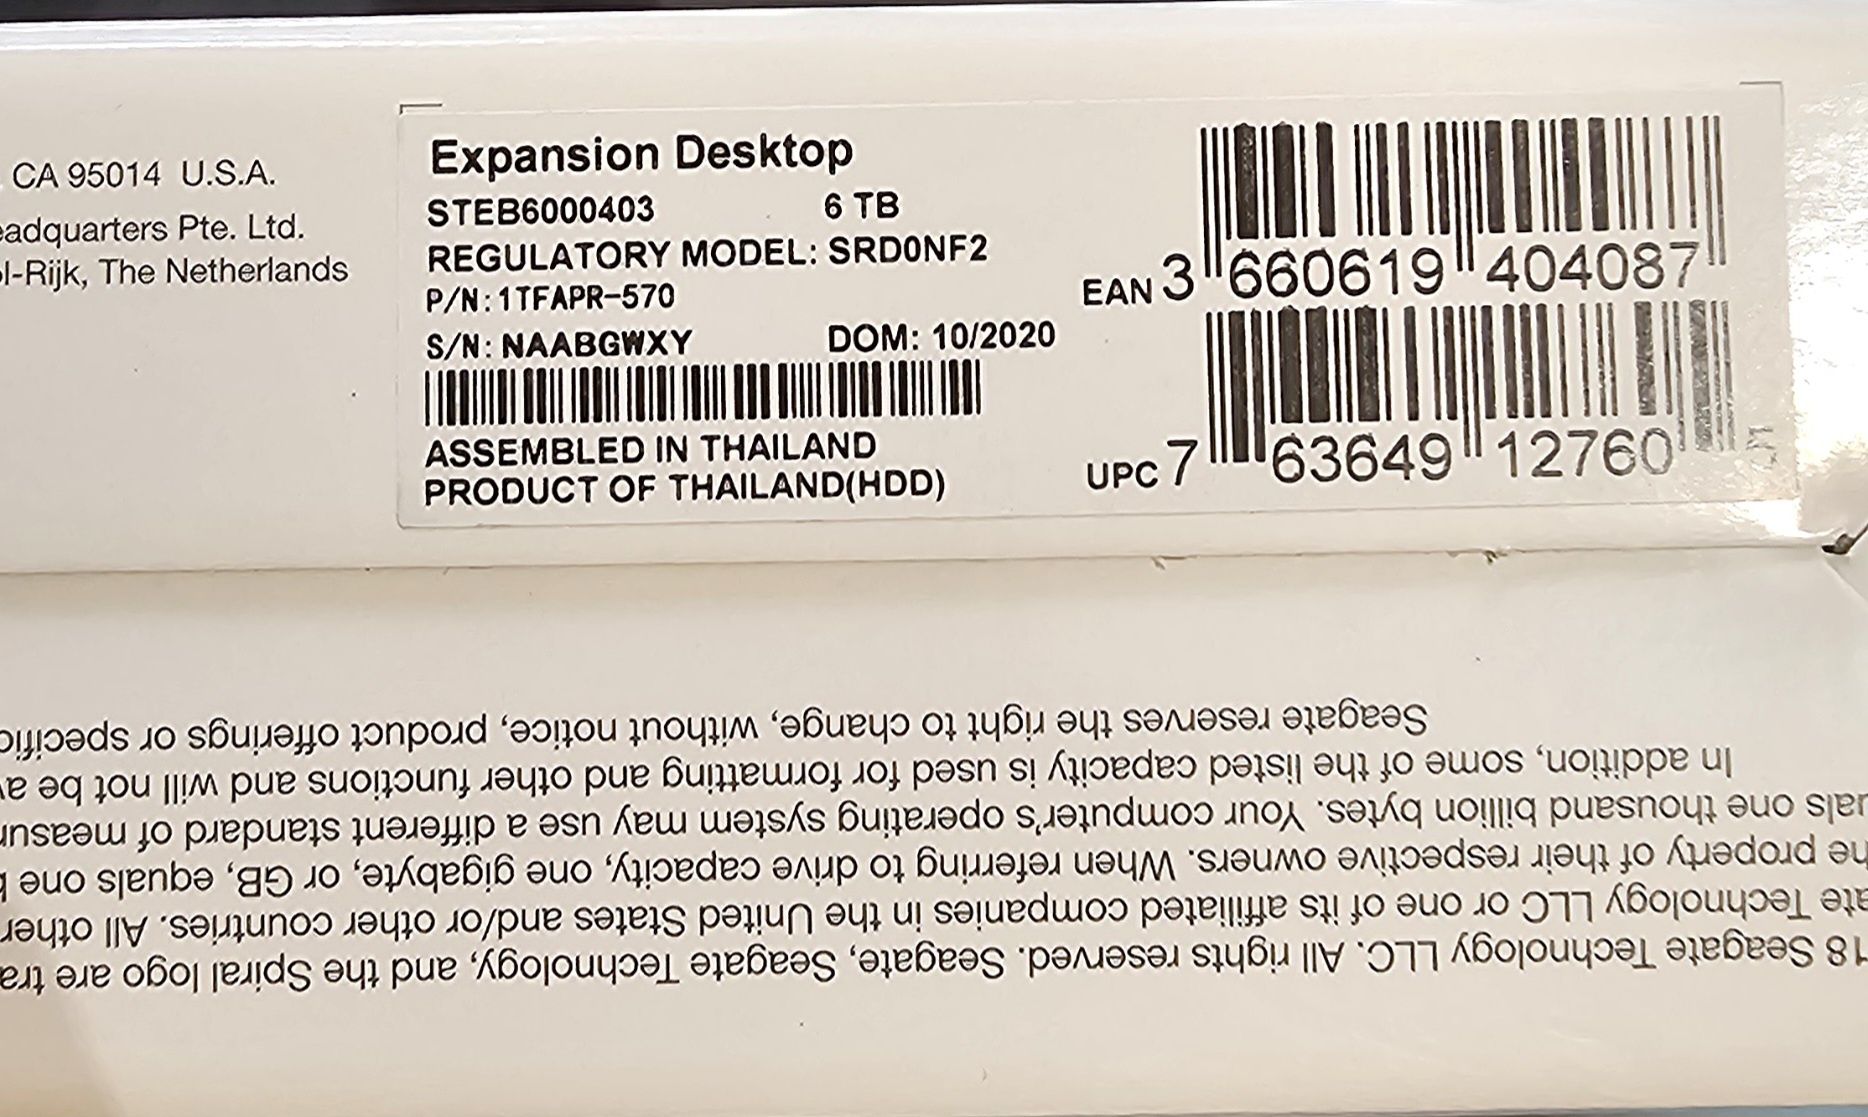 CA 95014 U.S.A.
eadquarters Pte. Ltd.
ol-Rijk, The Netherlands
Expansion Desktop
STEB6000403 6 TB
REGULATORY MODEL: SRD0NF2
P/N: 1TFAPR-570
S/N: NAABGWXY DOM: 10/2020
ASSEMBLED IN THAILAND
PRODUCT OF THAILAND(HDD)
EAN 3 660619 404087
UPC 7 63649 12760
18 Seagate Technology LLC. All rights reserved. Seagate, Seagate Technology, and the Spiral logo are tra
ate Technology LLC or one of its affiliated companies in the United States and/or other countries. All other
he property of their respective owners. When referring to drive capacity, one gigabyte, or GB, equals one b
uals one thousand billion bytes. Your computer's operating system may use a different standard of measur
In addition, some of the listed capacity is used for formatting and other functions and will not be av
Seagate reserves the right to change, without notice, product offerings or specific